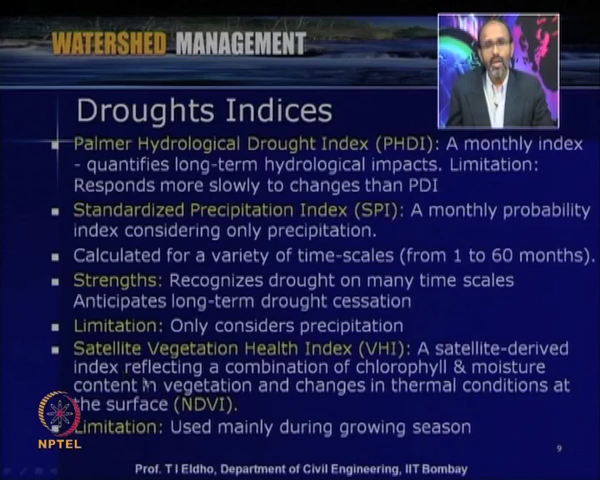 WATERSHED MANAGEMENT
Droughts Indices
Palmer Hydrological Drought Index (PHDI): A monthly index
- quantifies long-term hydrological impacts. Limitation:
Responds more slowly to changes than PDI
Standardized Precipitation Index (SPI): A monthly probability
index considering only precipitation.
Calculated for a variety of time-scales (from 1 to 60 months).
Strengths: Recognizes drought on many time scales
Anticipates long-term drought cessation
Limitation: Only considers precipitation
Satellite Vegetation Health Index (VHI): A satellite-derived
index reflecting a combination of chlorophyll & moisture
content in vegetation and changes in thermal conditions at
the surface (NDVI).
Limitation: Used mainly during growing season
NPTEL
9
Prof. T I Eldho, Department of Civil Engineering, IIT Bombay